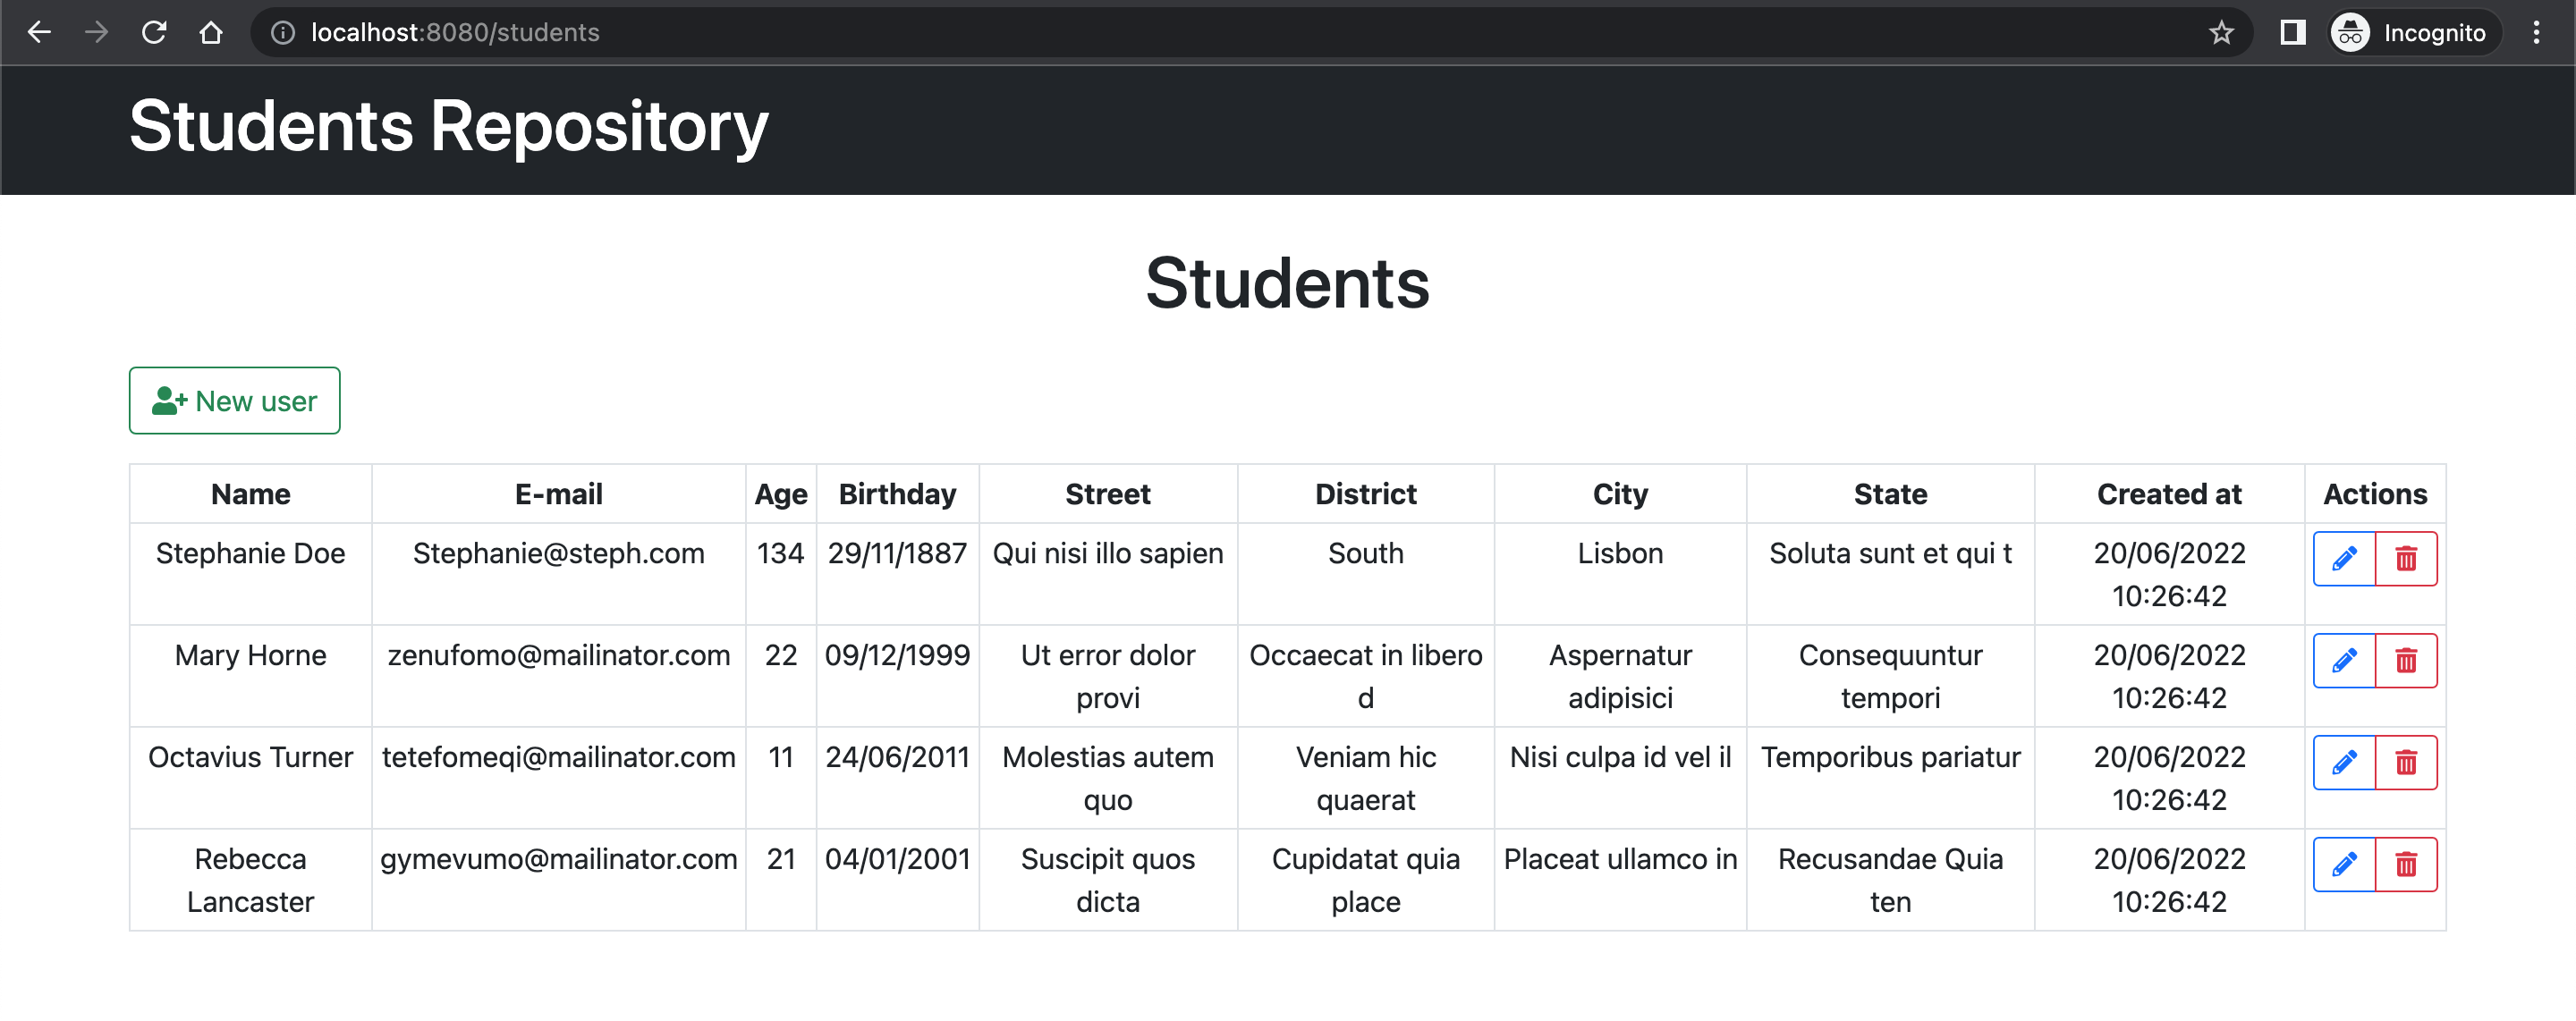 localhost:8080/students
Incognito
Students Repository
Students
New user
Name E-mail Age Birthday Street District City State Created at Actions
Stephanie Doe Stephanie@steph.com 134 29/11/1887 Qui nisi illo sapien South Lisbon Soluta sunt et qui t 20/06/2022
10:26:42
Mary Horne zenufomo@mailinator.com 22 09/12/1999 Ut error dolor Occaecat in libero Aspernatur Consequuntur 20/06/2022
provi d adipisici tempori 10:26:42
Octavius Turner tetefomeqi@mailinator.com 11 24/06/2011 Molestias autem Veniam hic Nisi culpa id vel il Temporibus pariatur 20/06/2022
quo quaerat 10:26:42
Rebecca gymevumo@mailinator.com 21 04/01/2001 Suscipit quos Cupidatat quia Placeat ullamco in Recusandae Quia 20/06/2022
Lancaster dicta place ten 10:26:42